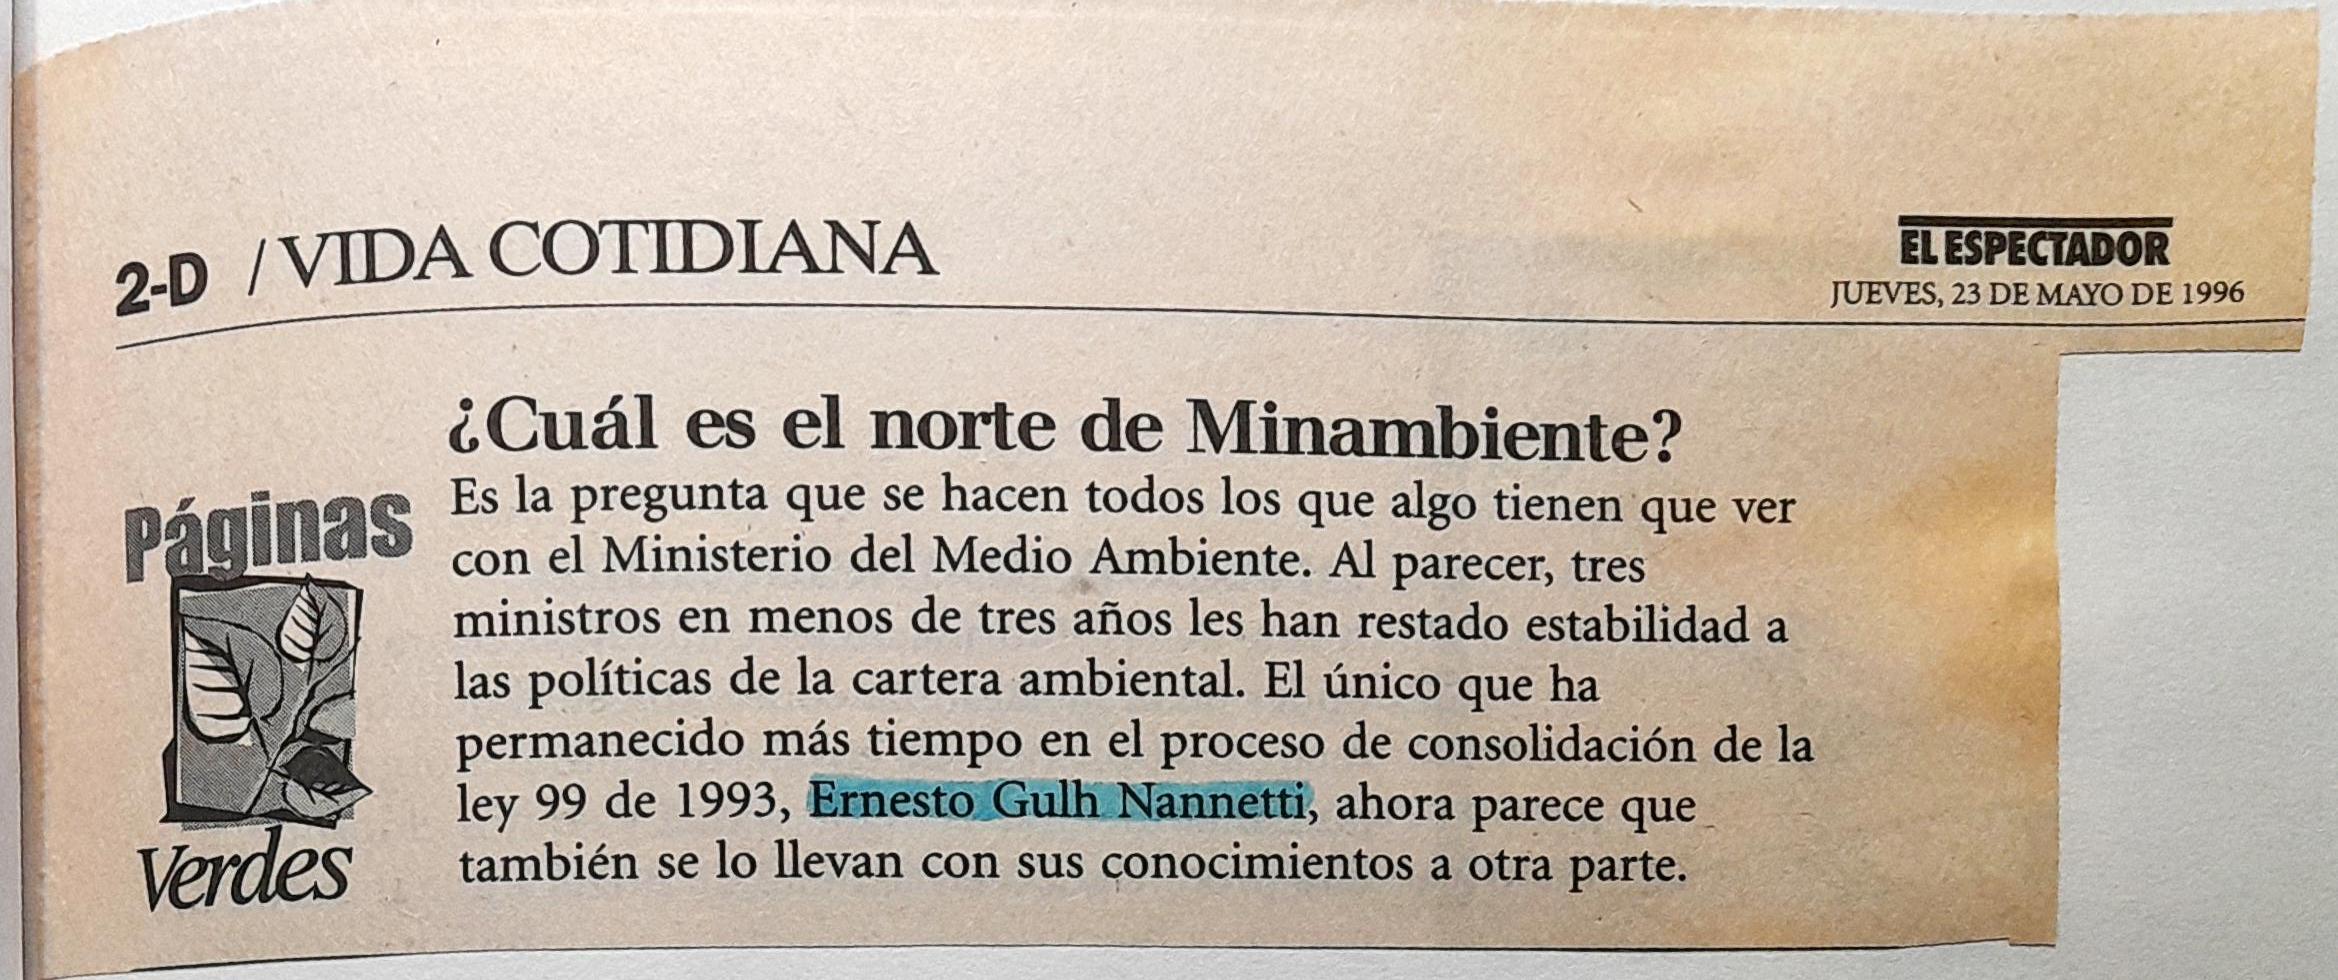 2-D / VIDA COTIDIANA
EL ESPECTADOR
JUEVES, 23 DE MAYO DE 1996
Páginas
Verdes
¿Cuál es el norte de Minambiente?
Es la pregunta que se hacen todos los que algo tienen que ver
con el Ministerio del Medio Ambiente. Al parecer, tres
ministros en menos de tres años les han restado estabilidad a
las políticas de la cartera ambiental. El único que ha
permanecido más tiempo en el proceso de consolidación de la
ley 99 de 1993, Ernesto Gulh Nannetti, ahora parece que
también se lo llevan con sus conocimientos a otra parte.